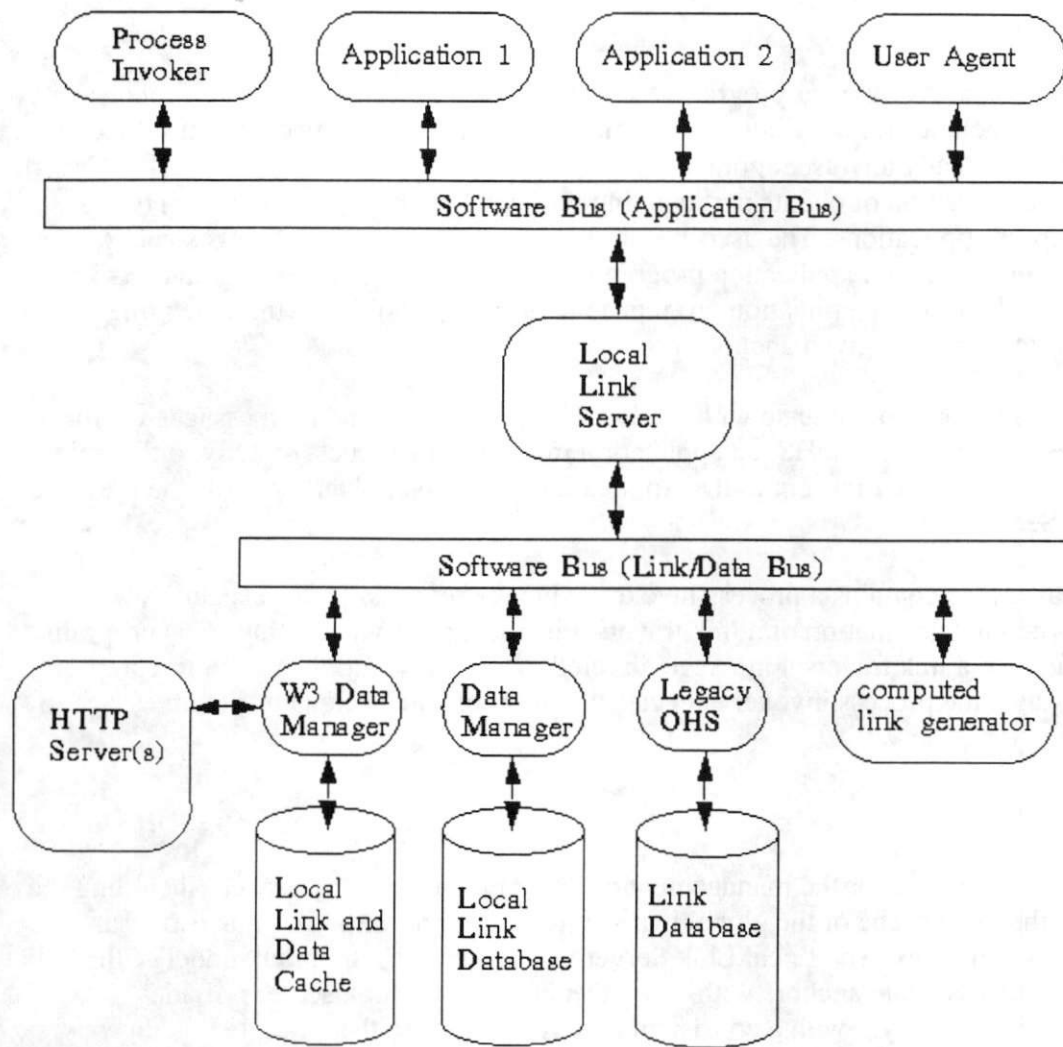 Process
Invoker
Application 1
Application 2
User Agent
Software Bus (Application Bus)
Local
Link
Server
Software Bus (Link/Data Bus)
HTTP
Server(s)
W3 Data
Manager
Data
Manager
Legacy
OHS
computed
link generator
Local
Link and
Data
Cache
Local
Link
Database
Link
Database